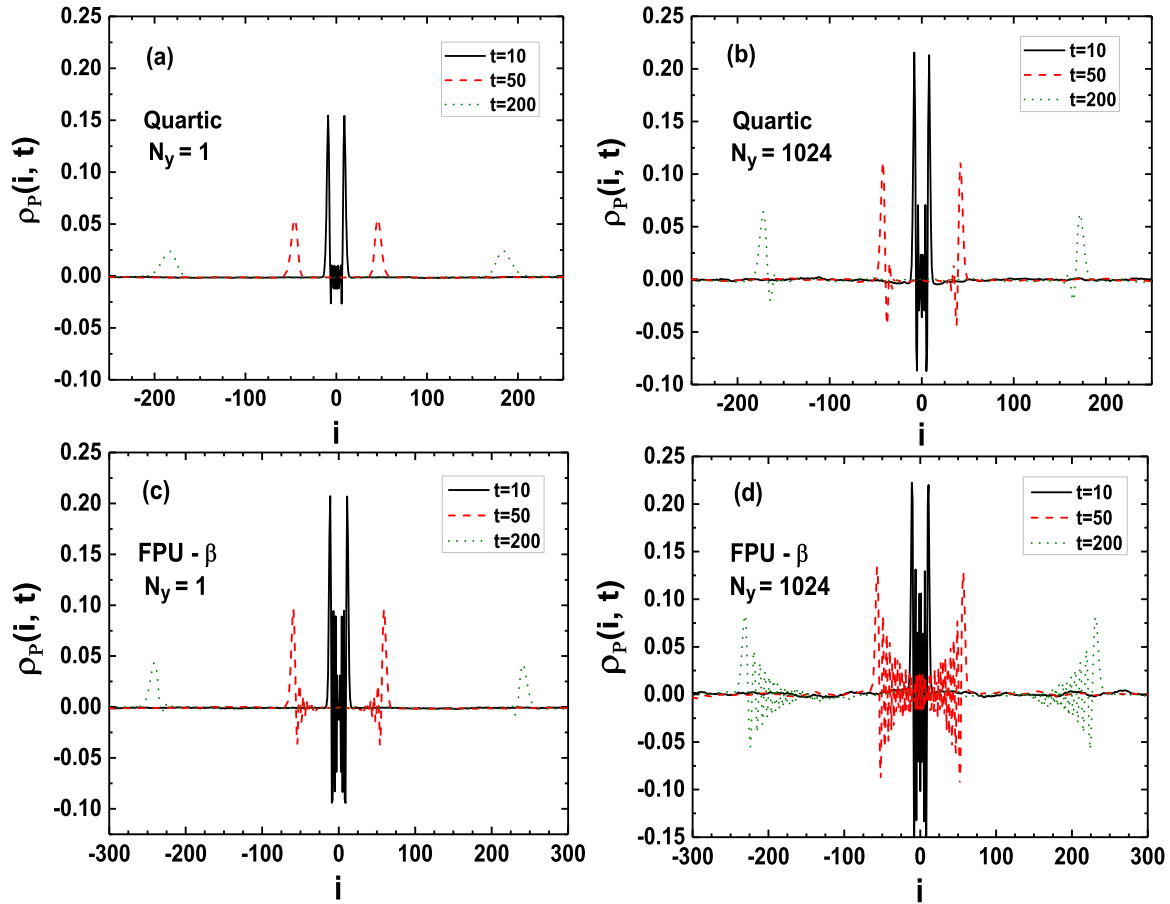 (a)
Quartic
N_y = 1
t=10
t=50
t=200
ρ_P(i, t)
0.25
0.20
0.15
0.10
0.05
0.00
-0.05
-0.10
-200 -100 0 100 200
i
(b)
Quartic
N_y = 1024
t=10
t=50
t=200
ρ_P(i, t)
0.25
0.20
0.15
0.10
0.05
0.00
-0.05
-0.10
-200 -100 0 100 200
i
(c)
FPU - β
N_y = 1
t=10
t=50
t=200
ρ_P(i, t)
0.25
0.20
0.15
0.10
0.05
0.00
-0.05
-0.10
-300 -200 -100 0 100 200 300
i
(d)
FPU - β
N_y = 1024
t=10
t=50
t=200
ρ_P(i, t)
0.25
0.20
0.15
0.10
0.05
0.00
-0.05
-0.10
-0.15
-300 -200 -100 0 100 200 300
i